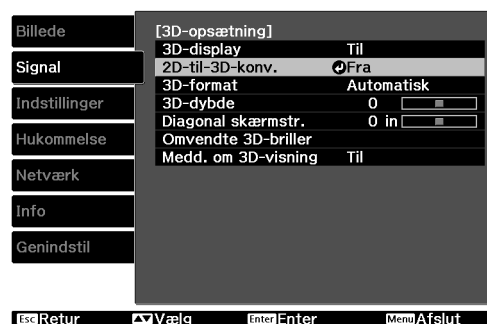 Billede
Signal
Indstillinger
Hukommelse
Netværk
Info
Genindstil
[3D-opsætning]
3D-display Til
2D-til-3D-konv. Fra
3D-format Automatisk
3D-dybde 0
Diagonal skærmstr. 0 in
Omvendte 3D-briller
Medd. om 3D-visning Til
Esc Retur Vælg Enter Enter Menu Afslut